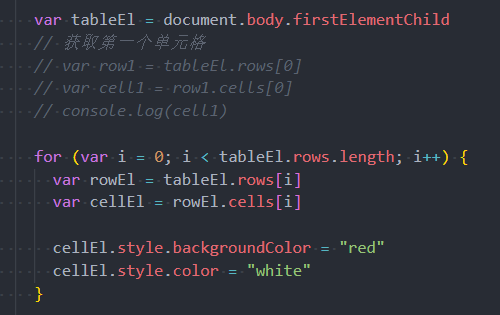 var tableEl = document.body.firstElementChild
// 获取第一个单元格
// var row1 = tableEl.rows[0]
// var cell1 = row1.cells[0]
// console.log(cell1)
for (var i = 0; i < tableEl.rows.length; i++) {
var rowEl = tableEl.rows[i]
var cellEl = rowEl.cells[i]
cellEl.style.backgroundColor = "red"
cellEl.style.color = "white"
}